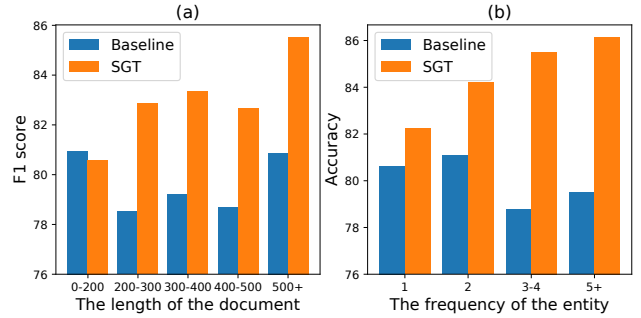 (a)
86
84
82
80
78
76
F1 score
Baseline
SGT
0-200 200-300 300-400 400-500 500+
The length of the document
(b)
86
84
82
80
78
76
Accuracy
Baseline
SGT
1 2 3-4 5+
The frequency of the entity